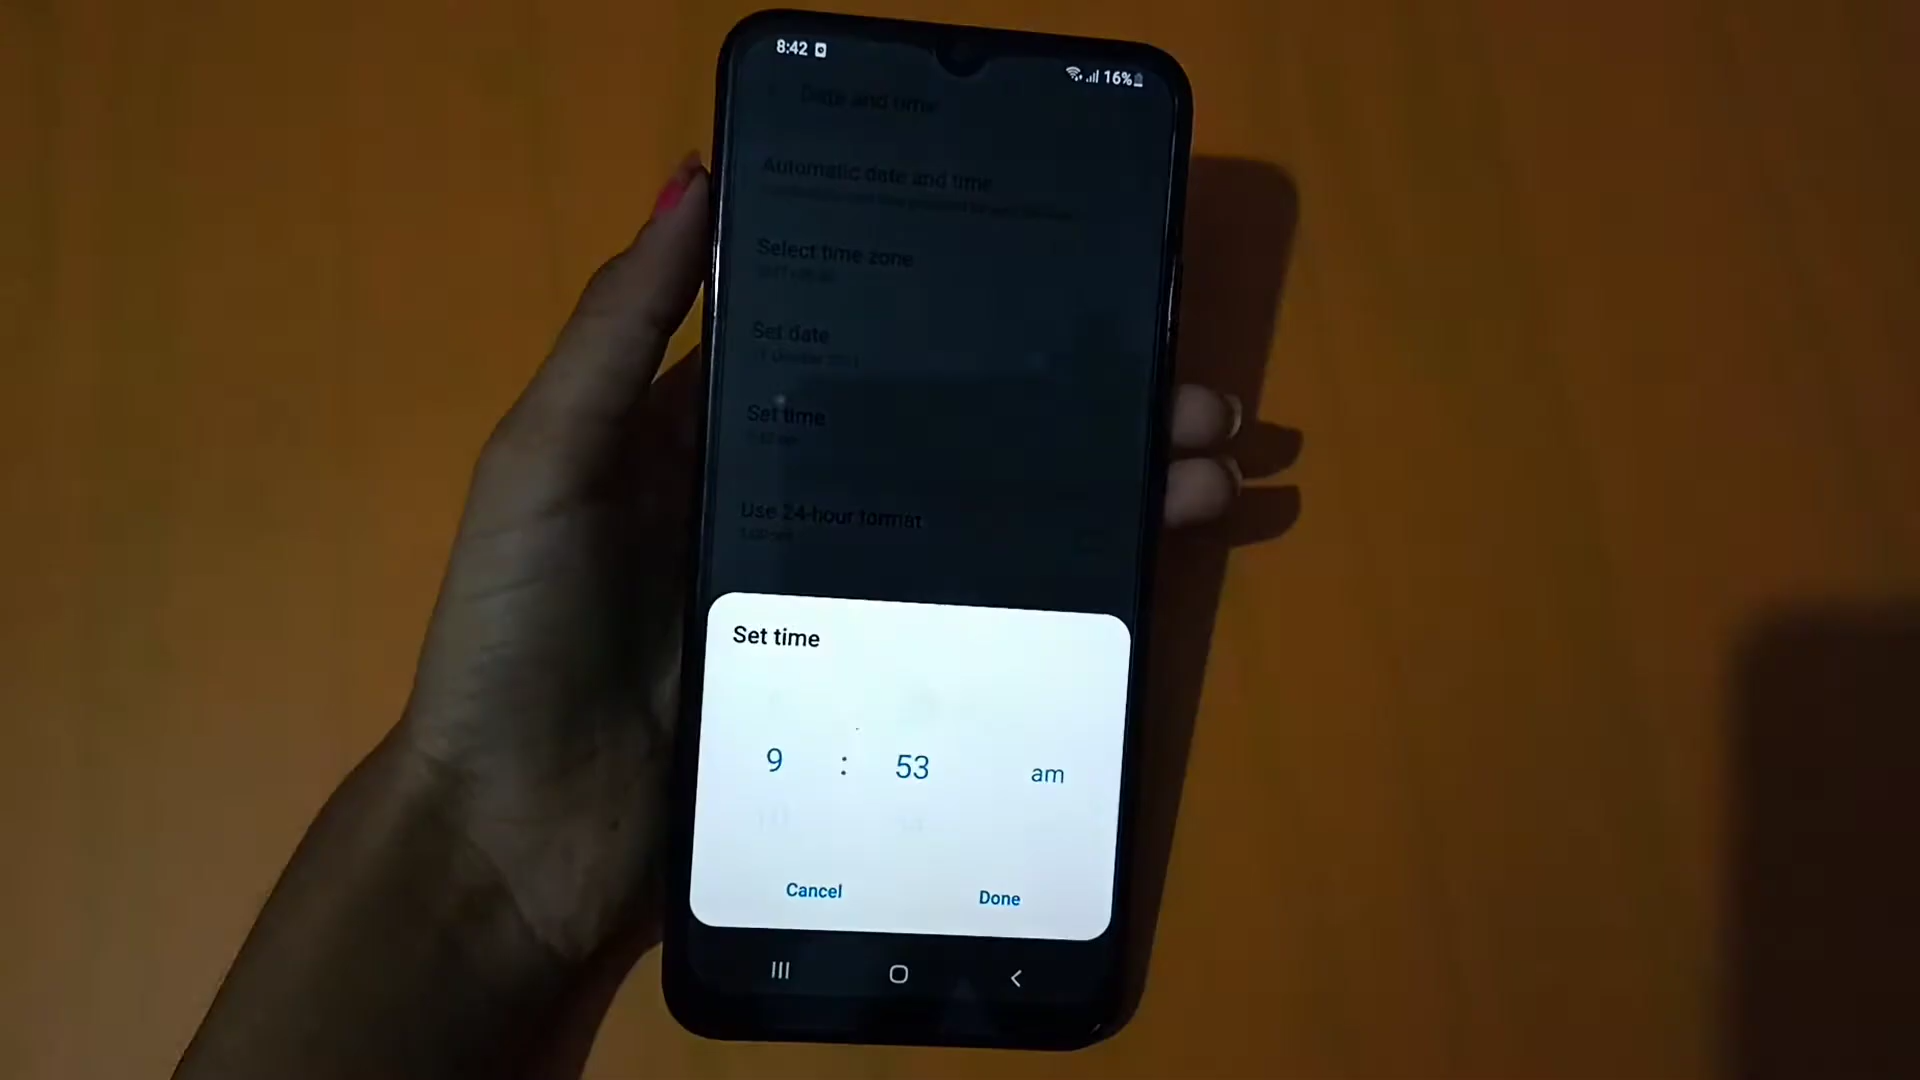 8:42
16%
Date and time
Automatic date and time
Select time zone
Set date
Set time
Use 24-hour format
Set time
9 : 53 am
Cancel Done